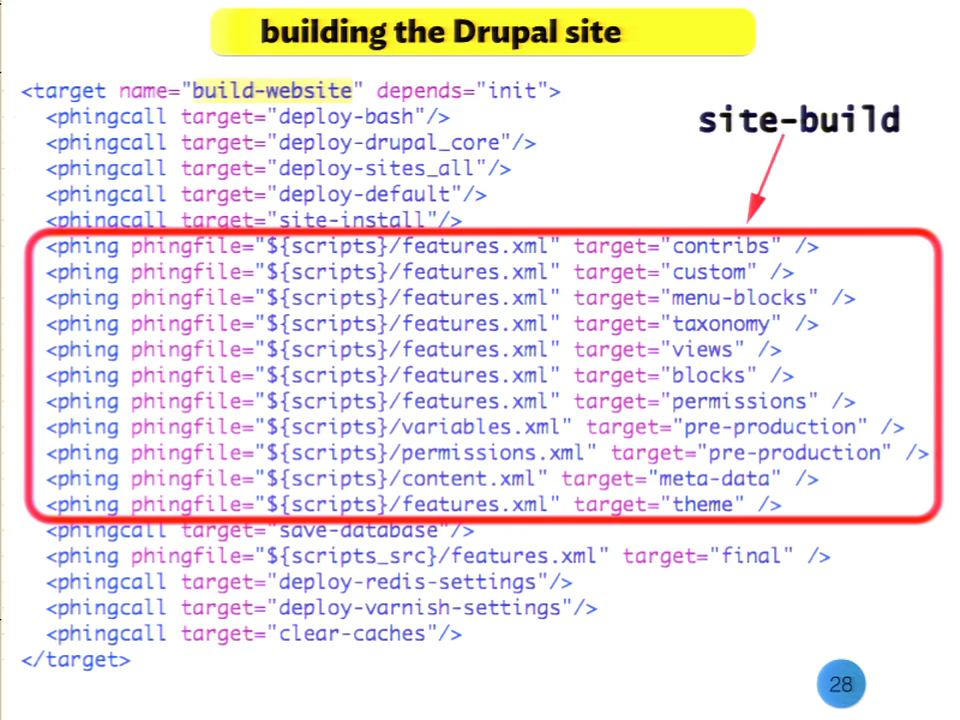 building the Drupal site
<target name="build-website" depends="init">
<phingcall target="deploy-bash"/>
site-build
<phingcall target="deploy-drupal_core"/>
<phingcall target="deploy-sites_all"/>
<phingcall target="deploy-default"/>
<phingcall target="site-install"/>
<phing phingfile="${scripts}/features.xml" target="contribs" />
<phing phingfile="${scripts}/features.xml" target="custom" />
<phing phingfile="${scripts}/features.xml" target="menu-blocks" />
<phing phingfile="${scripts}/features.xml" target="taxonomy" />
<phing phingfile="${scripts}/features.xml" target="views" />
<phing phingfile="${scripts}/features.xml" target="blocks" />
<phing phingfile="${scripts}/features.xml" target="permissions" />
<phing phingfile="${scripts}/variables.xml" target="pre-production" />
<phing phingfile="${scripts}/permissions.xml" target="pre-production" />
<phing phingfile="${scripts}/content.xml" target="meta-data" />
<phing phingfile="${scripts}/features.xml" target="theme" />
<phingcall target="save-database"/>
<phing phingfile="${scripts_src}/features.xml" target="final" />
<phingcall target="deploy-redis-settings"/>
<phingcall target="deploy-varnish-settings"/>
<phingcall target="clear-caches"/>
</target>
28